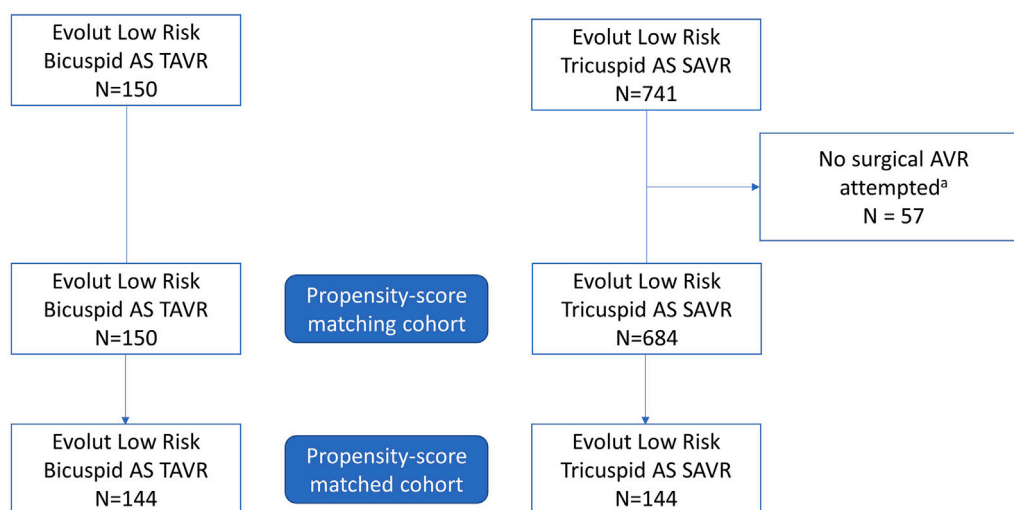 Evolut Low Risk
Bicuspid AS TAVR
N=150
Evolut Low Risk
Tricuspid AS SAVR
N=741
No surgical AVR
attemptedᵃ
N = 57
Evolut Low Risk
Bicuspid AS TAVR
N=150
Propensity-score
matching cohort
Evolut Low Risk
Tricuspid AS SAVR
N=684
Evolut Low Risk
Bicuspid AS TAVR
N=144
Propensity-score
matched cohort
Evolut Low Risk
Tricuspid AS SAVR
N=144